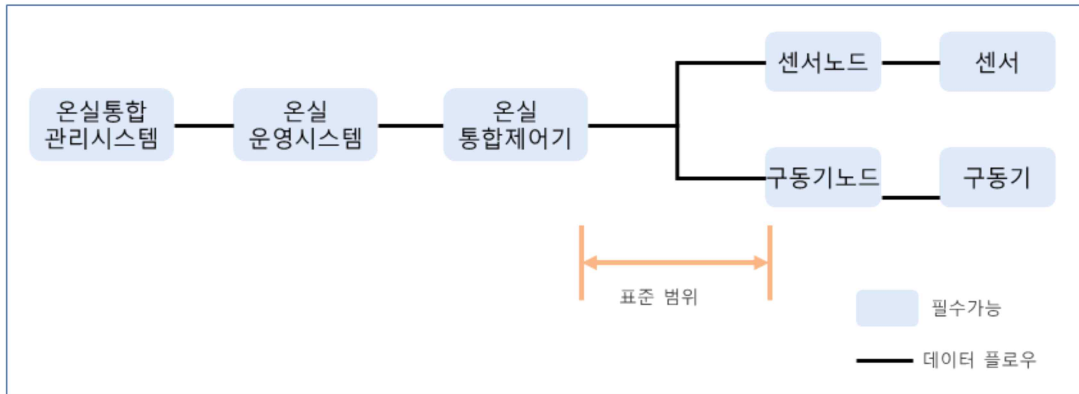 온실통합
관리시스템
온실
운영시스템
온실
통합제어기
센서노드
센서
구동기노드
구동기
표준 범위
필수가능
데이터 플로우